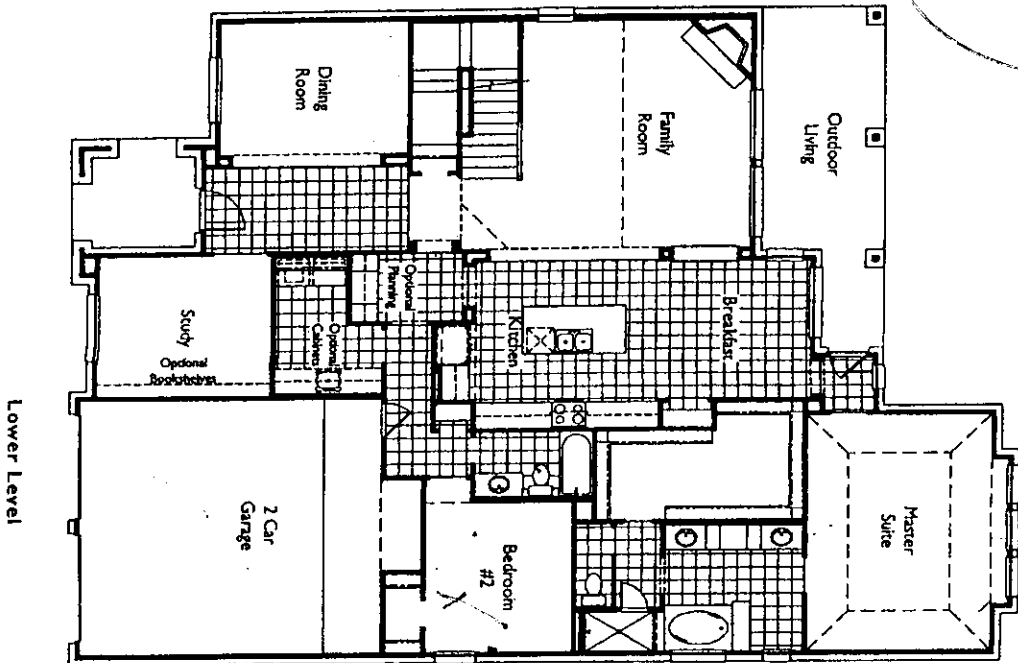 Dining
Room
Family
Room
Outdoor
Living
Optional
Planning
Kitchen
Breakfast
Study
Optional
Bookshelves
Optional
Cabinets
2 Car
Garage
Bedroom
#2
Master
Suite
Lower Level